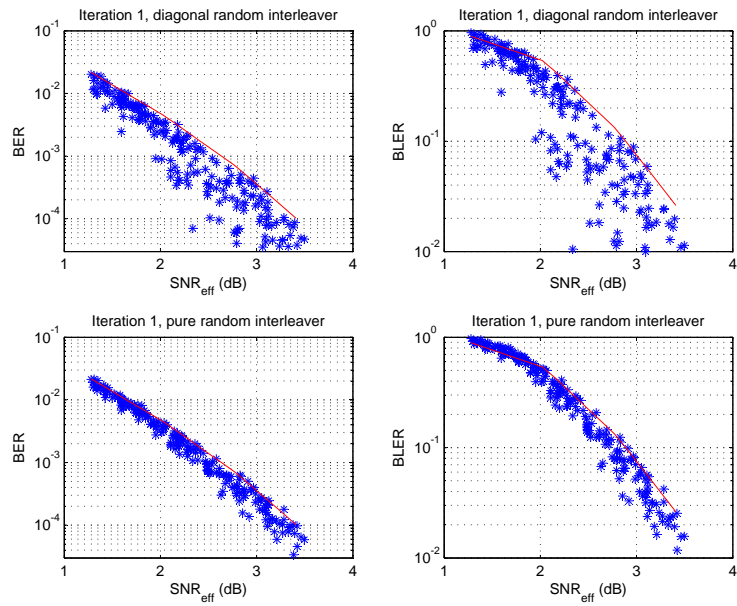 Iteration 1, diagonal random interleaver
10^-1
10^-2
10^-3
10^-4
BER
1 2 3 4
SNR_eff (dB)
Iteration 1, diagonal random interleaver
10^0
10^-1
10^-2
BLER
1 2 3 4
SNR_eff (dB)
Iteration 1, pure random interleaver
10^-1
10^-2
10^-3
10^-4
BER
1 2 3 4
SNR_eff (dB)
Iteration 1, pure random interleaver
10^0
10^-1
10^-2
BLER
1 2 3 4
SNR_eff (dB)